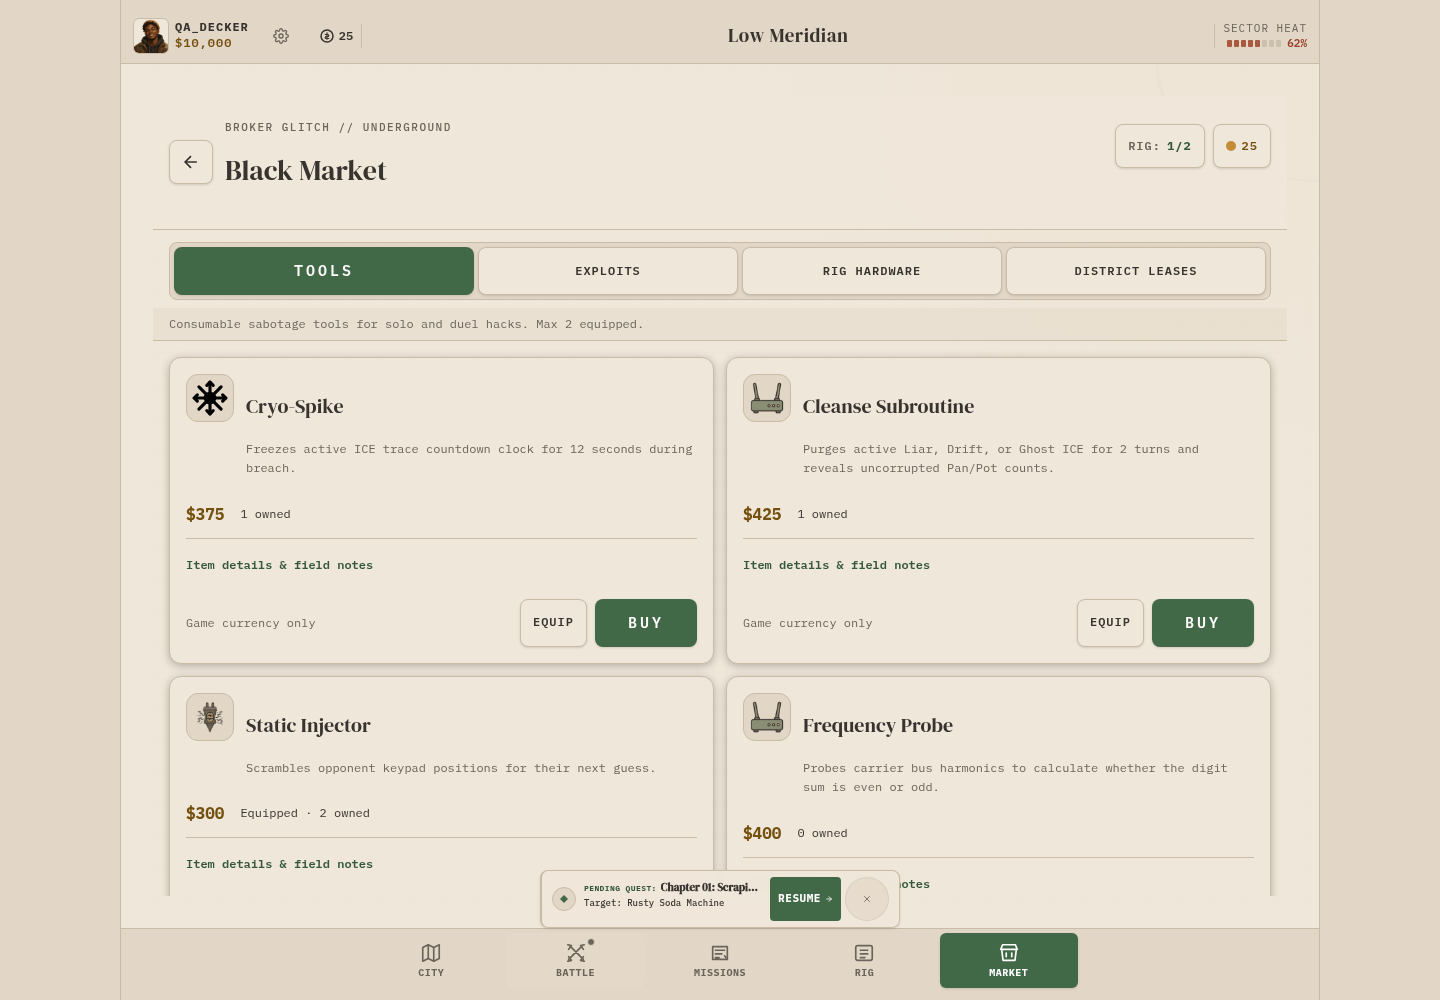 QA_DECKER
$10,000
25
Low Meridian
SECTOR HEAT
62%
BROKER GLITCH // UNDERGROUND
Black Market
RIG: 1/2
25
TOOLS
EXPLOITS
RIG HARDWARE
DISTRICT LEASES
Consumable sabotage tools for solo and duel hacks. Max 2 equipped.
Cryo-Spike
Freezes active ICE trace countdown clock for 12 seconds during
breach.
$375 1 owned
Item details & field notes
Game currency only
EQUIP
BUY
Cleanse Subroutine
Purges active Liar, Drift, or Ghost ICE for 2 turns and
reveals uncorrupted Pan/Pot counts.
$425 1 owned
Item details & field notes
Game currency only
EQUIP
BUY
Static Injector
Scrambles opponent keypad positions for their next guess.
$300 Equipped · 2 owned
Item details & field notes
Frequency Probe
Probes carrier bus harmonics to calculate whether the digit
sum is even or odd.
$400 0 owned
notes
PENDING QUEST: Chapter 01: Scrapi...
Target: Rusty Soda Machine
RESUME →
×
CITY
BATTLE
MISSIONS
RIG
MARKET